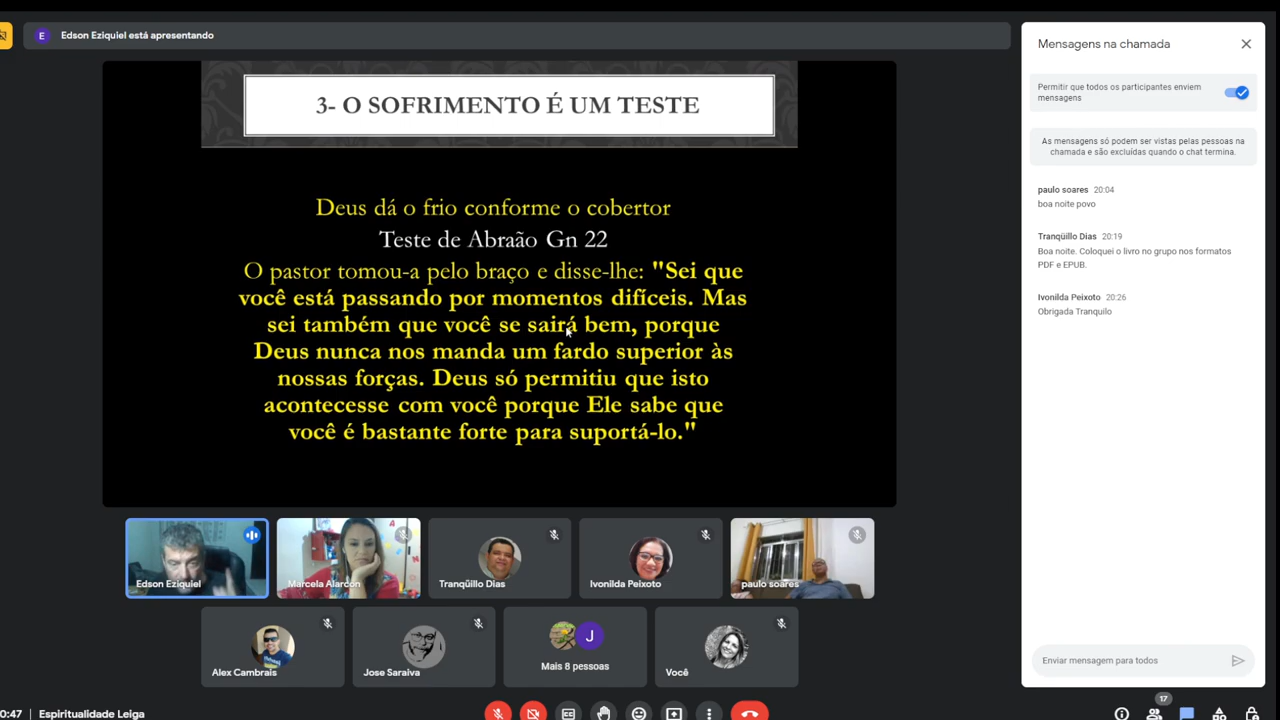 E
Edson Eziquiel está apresentando
3- O SOFRIMENTO É UM TESTE
Deus dá o frio conforme o cobertor
Teste de Abraão Gn 22
O pastor tomou-a pelo braço e disse-lhe: "Sei que
você está passando por momentos difíceis. Mas
sei também que você se sairá bem, porque
Deus nunca nos manda um fardo superior às
nossas forças. Deus só permitiu que isto
acontecesse com você porque Ele sabe que
você é bastante forte para suportá-lo."
Edson Eziquiel
Marcela Alarcón
Tranqüillo Dias
Ivonilda Peixoto
paulo soares
Alex Cambrais
Jose Saraiva
J
Mais 8 pessoas
Você
0:47 | Espiritualidade Leiga
Mensagens na chamada
Permitir que todos os participantes enviem
mensagens
As mensagens só podem ser vistas pelas pessoas na
chamada e são excluídas quando o chat termina.
paulo soares 20:04
boa noite povo
Tranqüillo Dias 20:19
Boa noite. Coloquei o livro no grupo nos formatos
PDF e EPUB.
Ivonilda Peixoto 20:26
Obrigada Tranquilo
Enviar mensagem para todos
17